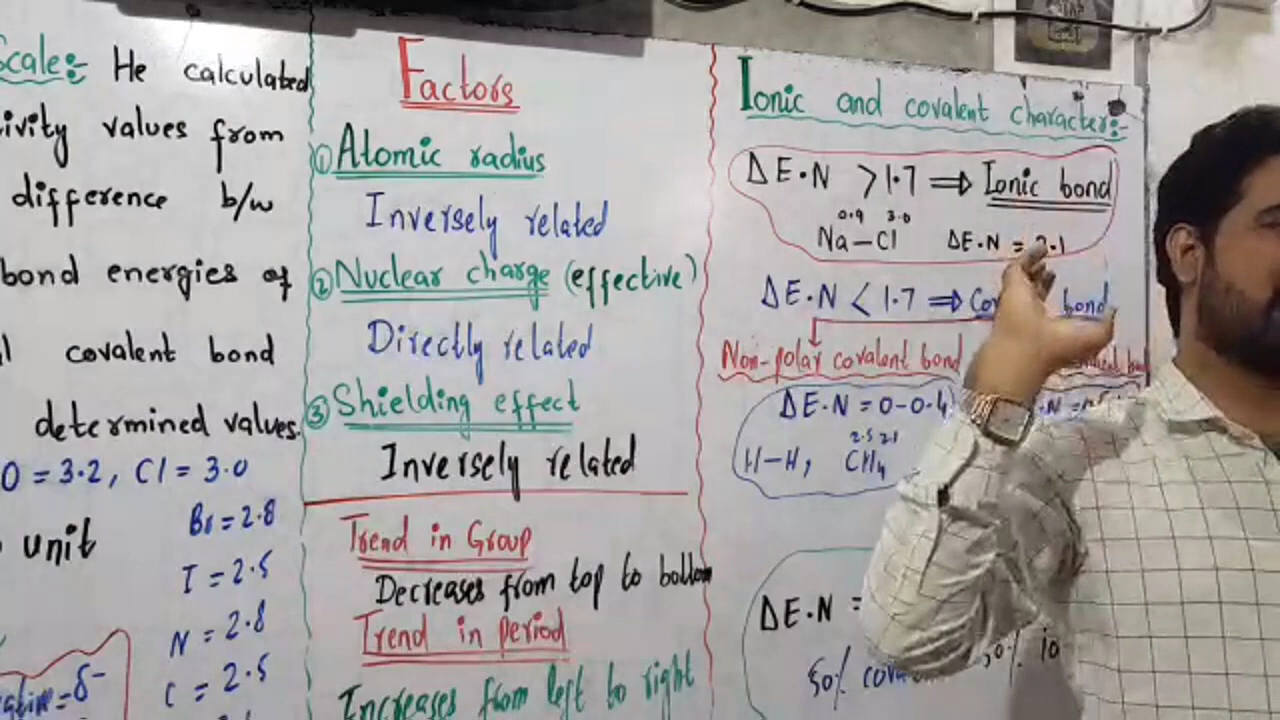 Scale:- He calculated
ivity values from
difference b/w
bond energies of
covalent bond
determined values.
O = 3.2, Cl = 3.0
Br = 2.8
unit
I = 2.5
N = 2.8
C = 2.5
δ-
Factors
① Atomic radius
Inversely related
② Nuclear charge (effective)
Directly related
③ Shielding effect
Inversely related
Trend in Group
Decreases from top to bottom
Trend in period
Increases from left to right
Ionic and covalent character:-
Δ E.N > 1.7 ⇒ Ionic bond
0.9 3.0
Na - Cl ΔE.N = 2.1
Δ E.N < 1.7 ⇒ Cov bond
Non-polar covalent bond
ΔE.N = 0-0.4
2.5 2.1
H-H, CH4
ΔE.N =
50% cov